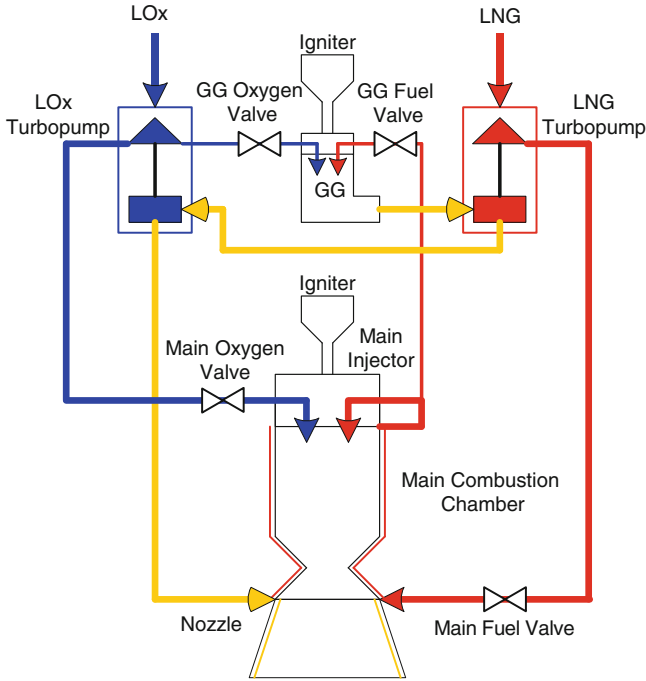 LOx
LNG
Igniter
GG Oxygen
Valve
GG Fuel
Valve
LOx
Turbopump
LNG
Turbopump
GG
Igniter
Main Oxygen
Valve
Main
Injector
Main Combustion
Chamber
Nozzle
Main Fuel Valve